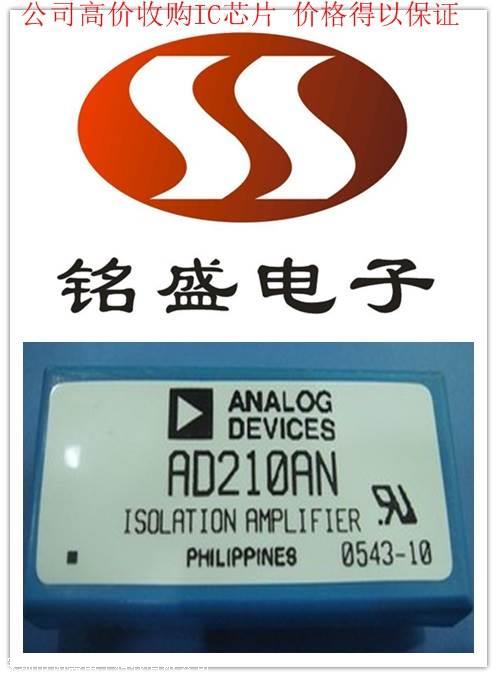 公司高价收购IC芯片 价格得以保证
铭盛电子
ANALOG
DEVICES
AD210AN
ISOLATION AMPLIFIER
PHILIPPINES 0543-10